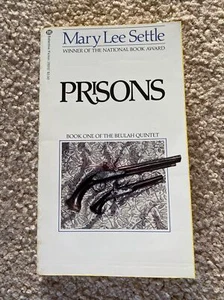 Mary Lee Settle
WINNER OF THE NATIONAL BOOK AWARD
PRISONS
BOOK ONE OF THE BEULAH QUINTET